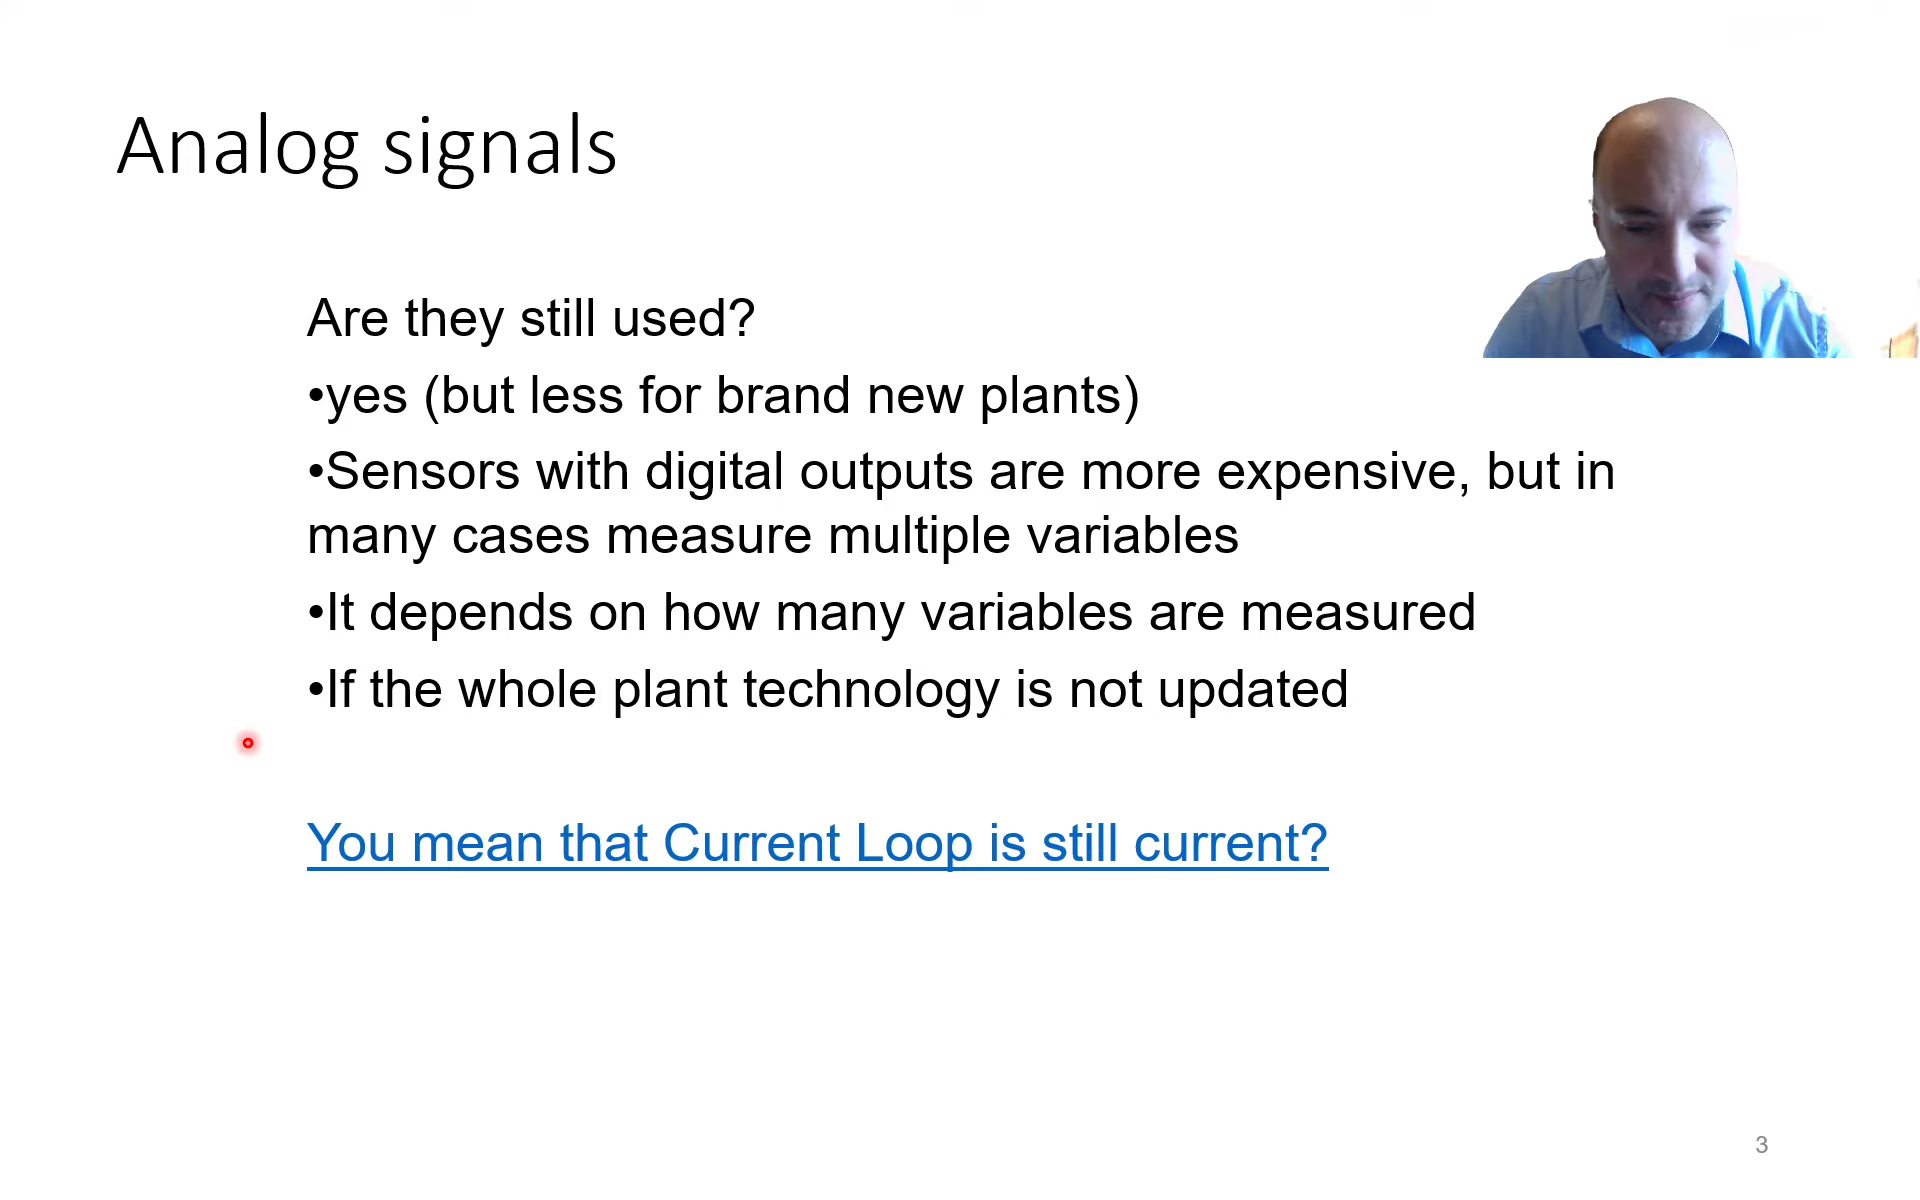 Analog signals
Are they still used?
•yes (but less for brand new plants)
•Sensors with digital outputs are more expensive, but in
many cases measure multiple variables
•It depends on how many variables are measured
•If the whole plant technology is not updated
You mean that Current Loop is still current?
3